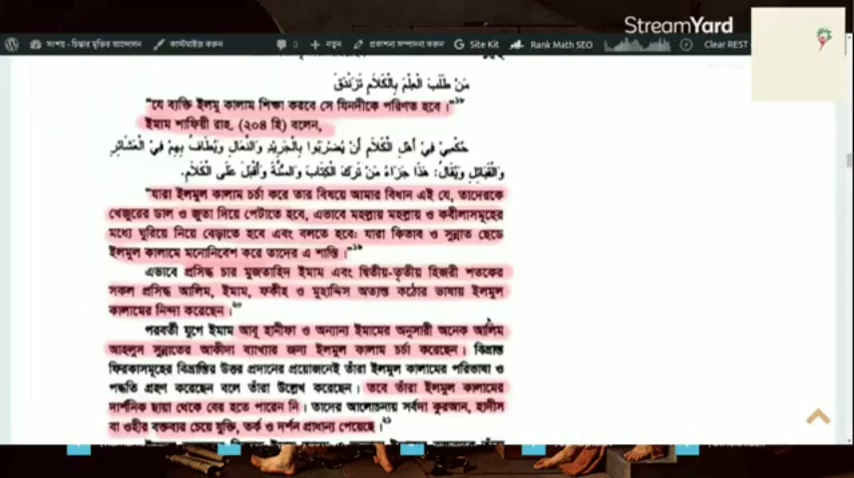 StreamYard
সংশয় - চিন্তার মুক্তির আন্দোলন কাস্টমাইজ করুন 0 + নতুন প্রকাশনা সম্পাদনা করুন G Site Kit Rank Math SEO Clear REST
مَنْ طَلَبَ الْعِلْمَ بِالْكَلَامِ تَزَنْدَقَ
“যে ব্যক্তি ইলমু কালাম শিক্ষা করবে সে যিনদীকে পরিণত হবে।”১৮
ইমাম শাফিয়ী রাহ. (২০৪ হি) বলেন,
حُكْمِيْ فِيْ أَهْلِ الْكَلَامِ أَنْ يُضْرَبُوا بِالْجَرِيْدِ وَالنِّعَالِ وَيُطَافُ بِهِمْ فِيْ الْعَشَائِرِ
وَالْقَبَائِلِ وَيُقَالُ: هَذَا جَزَاءُ مَنْ تَرَكَ الْكِتَابَ وَالسُّنَّةَ وَأَقْبَلَ عَلَى الْكَلَامِ.
“যারা ইলমুল কালাম চর্চা করে তার বিষয়ে আমার বিধান এই যে, তাদেরকে
খেজুরের ডাল ও জুতা দিয়ে পেটাতে হবে, এভাবে মহল্লায় মহল্লায় ও কবীলাসমূহের
মধ্যে ঘুরিয়ে নিয়ে বেড়াতে হবে এবং বলতে হবে: যারা কিতাব ও সুন্নাত ছেড়ে
ইলমুল কালামে মনোনিবেশ করে তাদের এ শাস্তি।”১৯
এভাবে প্রসিদ্ধ চার মুজতাহিদ ইমাম এবং দ্বিতীয়-তৃতীয় হিজরী শতকের
সকল প্রসিদ্ধ আলিম, ইমাম, ফকীহ ও মুহাদ্দিস অত্যন্ত কঠোর ভাষায় ইলমুল
কালামের নিন্দা করেছেন।২০
পরবর্তী যুগে ইমাম আবূ হানীফা ও অন্যান্য ইমামের অনুসারী অনেক আলিম
আহলুস সুন্নাতের আকীদা ব্যাখ্যার জন্য ইলমুল কালাম চর্চা করেছেন। বিভ্রান্ত
ফিরকাসমূহের বিভ্রান্তির উত্তর প্রদানের প্রয়োজনেই তাঁরা ইলমুল কালামের পরিভাষা ও
পদ্ধতি গ্রহণ করেছেন বলে তাঁরা উল্লেখ করেছেন। তবে তাঁরা ইলমুল কালামের
দার্শনিক ছায়া থেকে বের হতে পারেন নি। তাদের আলোচনায় সর্বদা কুরআন, হাদীস
বা ওহীর বক্তব্যর চেয়ে যুক্তি, তর্ক ও দর্শন প্রাধান্য পেয়েছে।২১